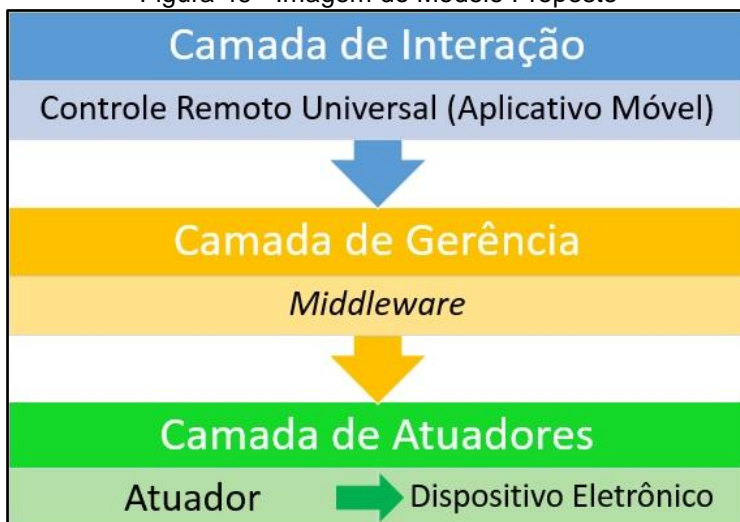 Camada de Interação
Controle Remoto Universal (Aplicativo Móvel)
Camada de Gerência
Middleware
Camada de Atuadores
Atuador Dispositivo Eletrônico